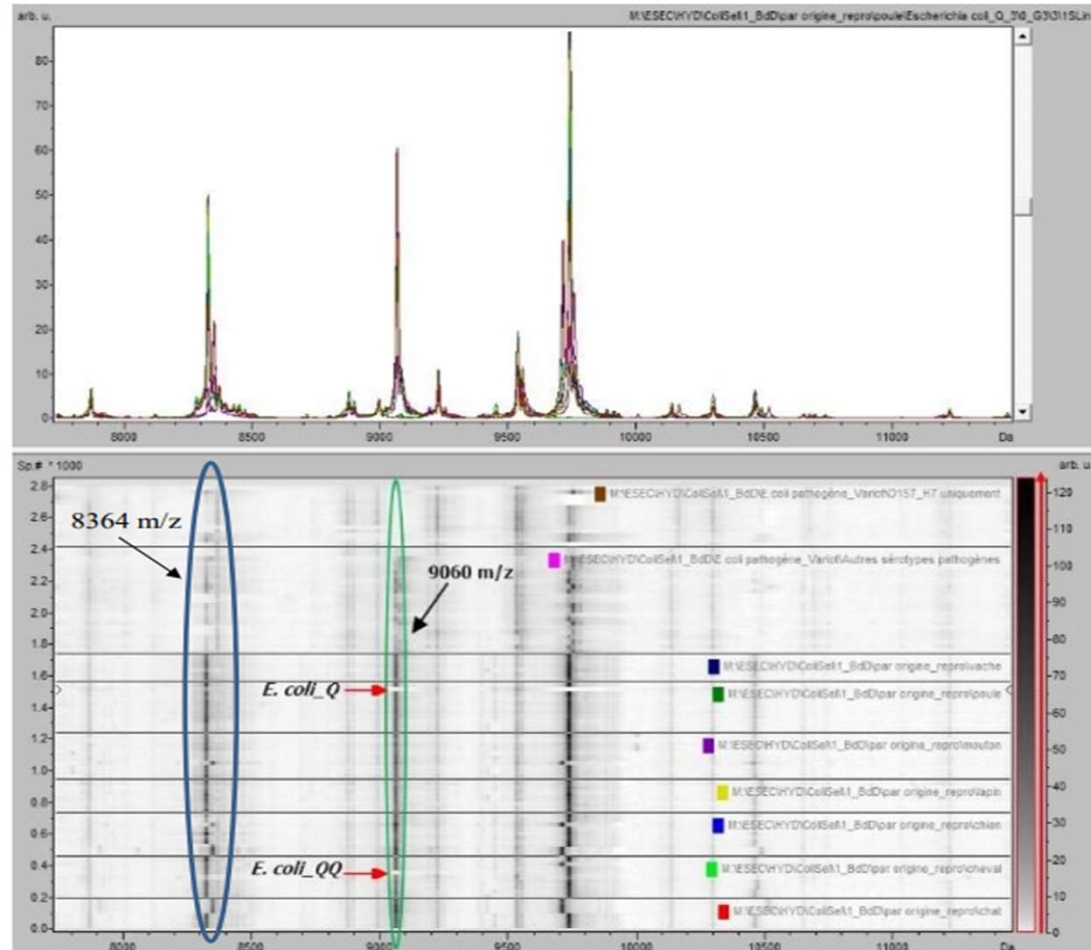 arb. u.
M:\ESEC\HYD\ColiSel\1_BdD\par origine_repro\poule\Escherichia coli_Q_3\0_G3\3\1SLin
80
70
60
50
40
30
20
10
0
8000 8500 9000 9500 10000 10500 11000 Da
Sp.# * 1000
arb. u.
2.8
2.6
2.4
2.2
2.0
1.8
1.6
1.4
1.2
1.0
0.8
0.6
0.4
0.2
0.0
8364 m/z
9060 m/z
E. coli_Q
E. coli_QQ
M:\ESEC\HYD\ColiSel\1_BdD\E.coli pathogène_Variof\O157_H7 uniquement
M:\ESEC\HYD\ColiSel\1_BdD\E.coli pathogène_Variof\Autres sérotypes pathogènes
M:\ESEC\HYD\ColiSel\1_BdD\par origine_repro\vache
M:\ESEC\HYD\ColiSel\1_BdD\par origine_repro\poule
M:\ESEC\HYD\ColiSel\1_BdD\par origine_repro\mouton
M:\ESEC\HYD\ColiSel\1_BdD\par origine_repro\lapin
M:\ESEC\HYD\ColiSel\1_BdD\par origine_repro\chien
M:\ESEC\HYD\ColiSel\1_BdD\par origine_repro\cheval
M:\ESEC\HYD\ColiSel\1_BdD\par origine_repro\chat
120
110
100
90
80
70
60
50
40
30
20
10
0
8000 8500 9000 9500 10000 10500 11000 Da